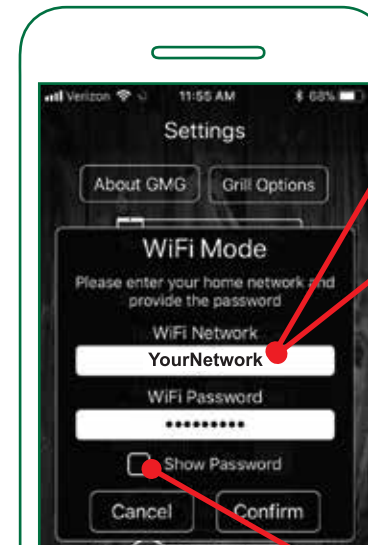 Verizon 11:55 AM 68%
Settings
About GMG Grill Options
WiFi Mode
Please enter your home network and
provide the password
WiFi Network
YourNetwork
WiFi Password
•••••••••
Show Password
Cancel Confirm